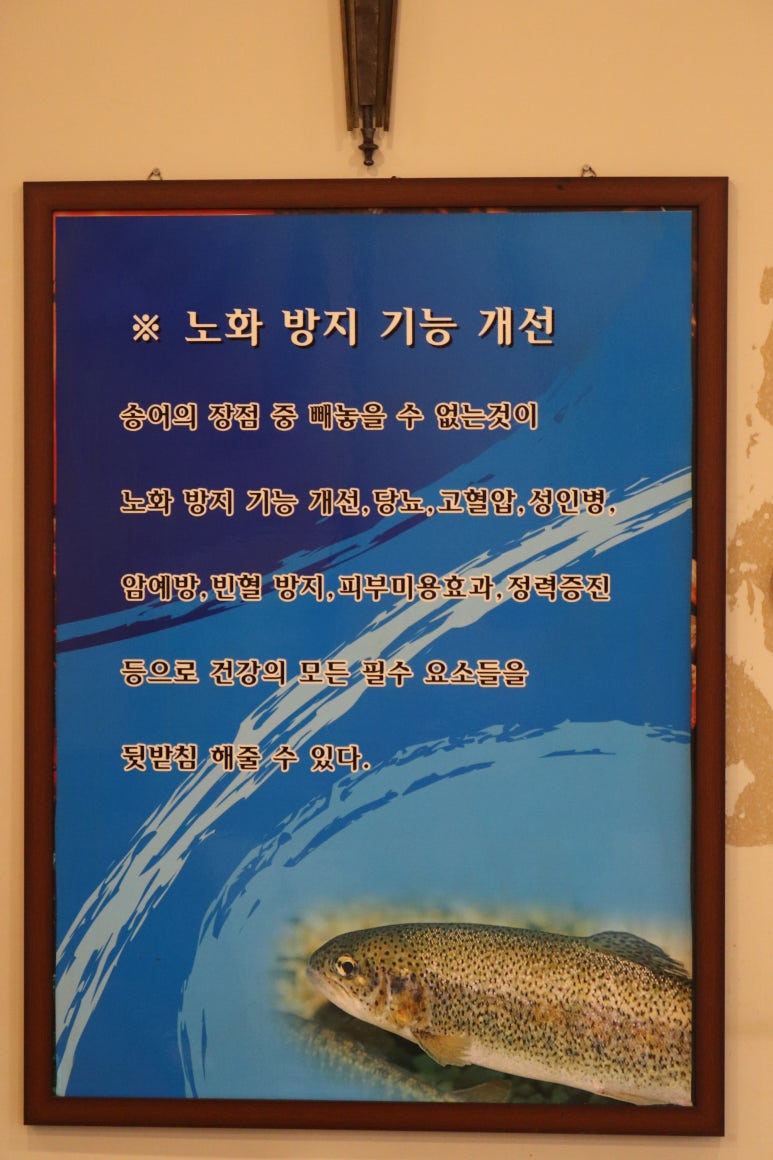 ※ 노화 방지 기능 개선
송어의 장점 중 빼놓을 수 없는것이
노화 방지 기능 개선,당뇨,고혈압,성인병,
암예방,빈혈 방지,피부미용효과,정력증진
등으로 건강의 모든 필수 요소들을
뒷받침 해줄 수 있다.